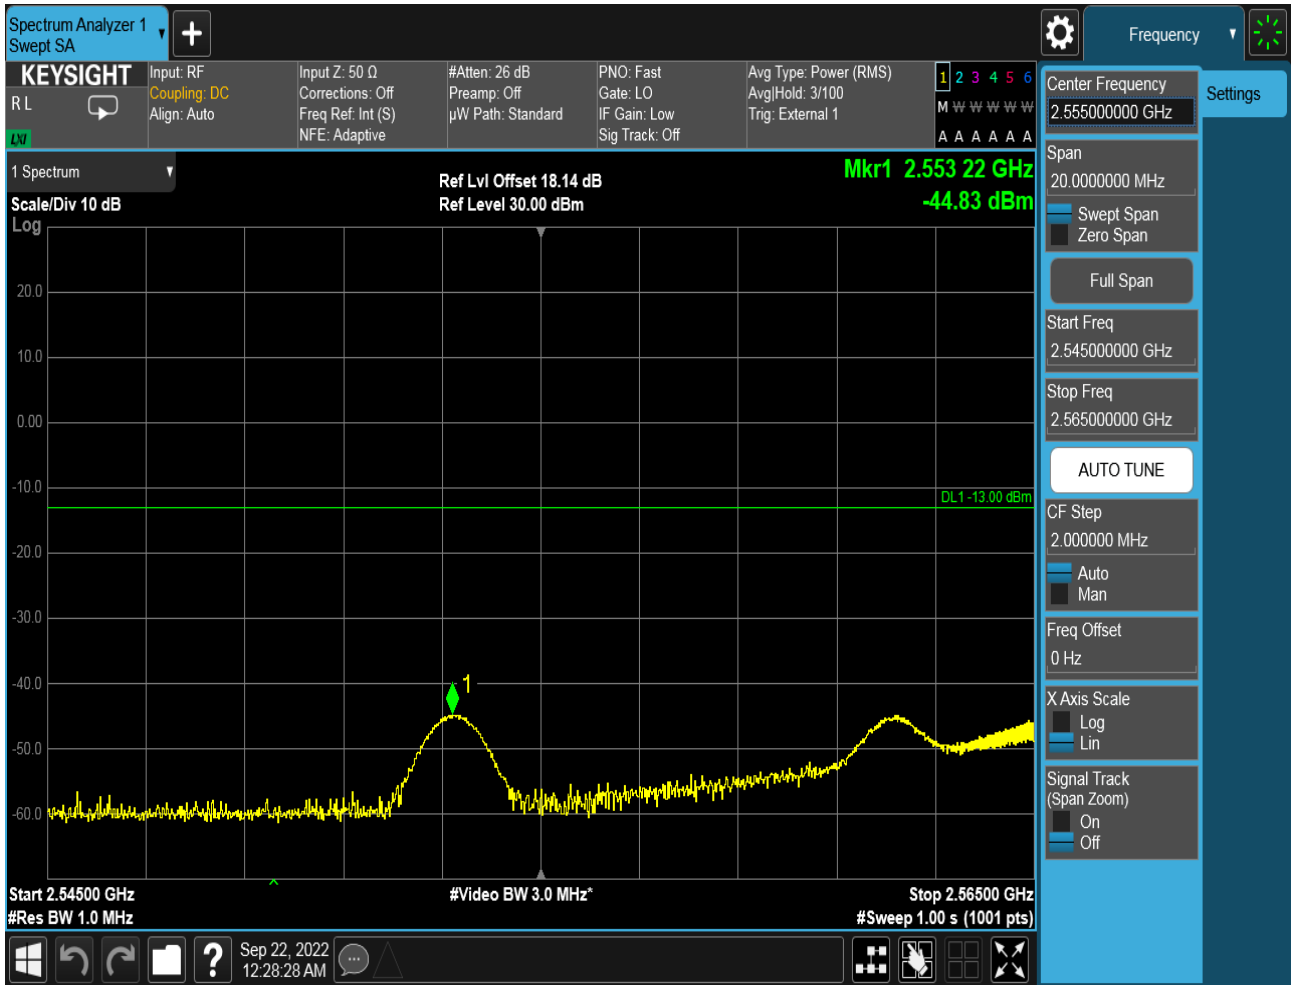 Spectrum Analyzer 1
Swept SA
Frequency
KEYSIGHT
R L
LXI
Input: RF
Coupling: DC
Align: Auto
Input Z: 50 Ω
Corrections: Off
Freq Ref: Int (S)
NFE: Adaptive
#Atten: 26 dB
Preamp: Off
µW Path: Standard
PNO: Fast
Gate: LO
IF Gain: Low
Sig Track: Off
Avg Type: Power (RMS)
Avg|Hold: 3/100
Trig: External 1
1 2 3 4 5 6
M W W W W W
A A A A A A
1 Spectrum
Scale/Div 10 dB
Log
Ref Lvl Offset 18.14 dB
Ref Level 30.00 dBm
Mkr1 2.553 22 GHz
-44.83 dBm
20.0
10.0
0.00
-10.0
-20.0
-30.0
-40.0
-50.0
-60.0
DL1 -13.00 dBm
1
Start 2.54500 GHz
#Res BW 1.0 MHz
#Video BW 3.0 MHz*
Stop 2.56500 GHz
#Sweep 1.00 s (1001 pts)
Center Frequency
2.555000000 GHz
Settings
Span
20.0000000 MHz
Swept Span
Zero Span
Full Span
Start Freq
2.545000000 GHz
Stop Freq
2.565000000 GHz
AUTO TUNE
CF Step
2.000000 MHz
Auto
Man
Freq Offset
0 Hz
X Axis Scale
Log
Lin
Signal Track
(Span Zoom)
On
Off
?
Sep 22, 2022
12:28:28 AM